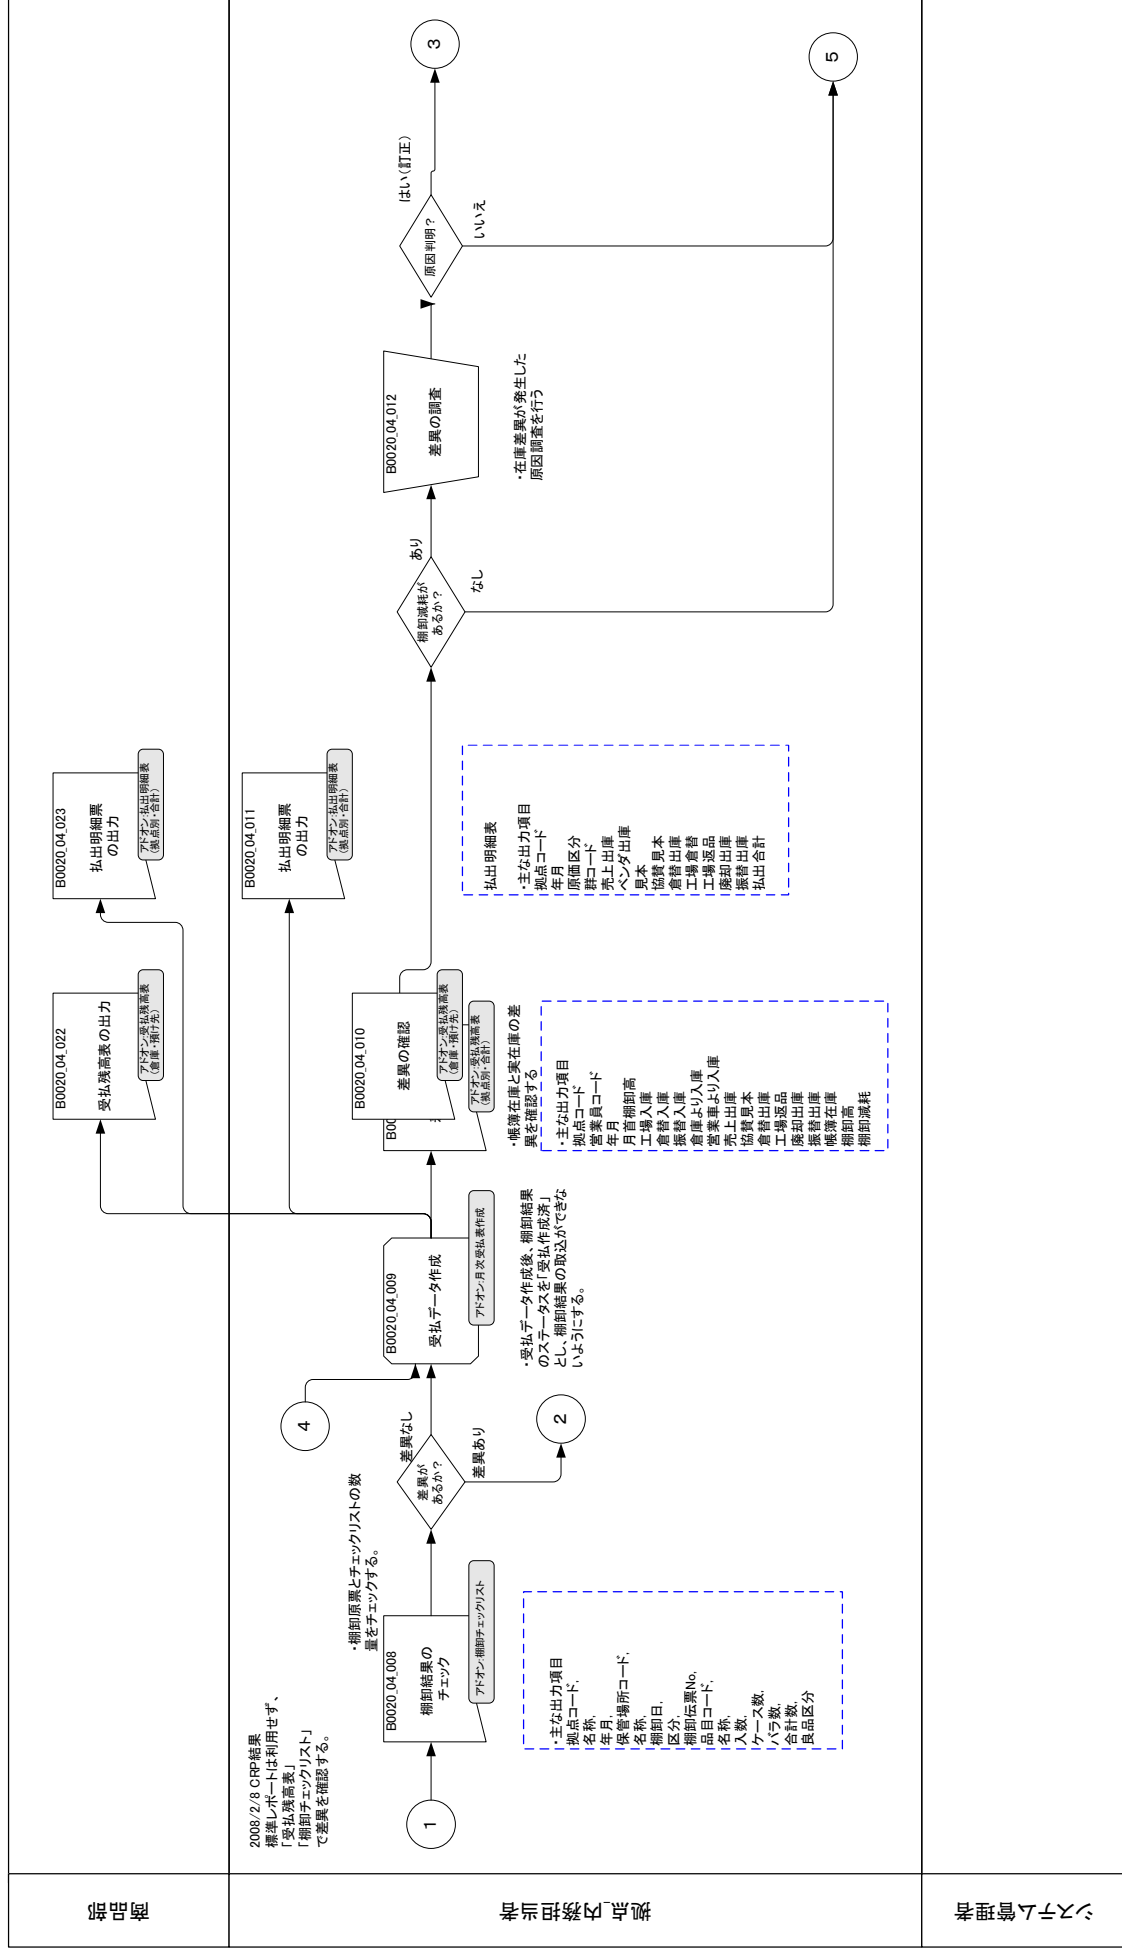 商品部
B0020_04_022
受払残高表の出力
アドオン:受払残高表
(倉庫・預け先)
B0020_04_023
払出明細票
の出力
アドオン:払出明細表
(拠点別・合計)
拠点_内務担当者
2008/2/8 CRP結果
標準レポートは利用せず、
「受払残高表」
「棚卸チェックリスト」
で差異を確認する。
1
B0020_04_008
棚卸結果の
チェック
アドオン:棚卸チェックリスト
・棚卸原票とチェックリストの数
量をチェックする。
・主な出力項目
拠点コード,
名称,
年月,
保管場所コード,
名称,
棚卸日,
区分,
棚卸伝票No,
品目コード,
名称,
入数,
ケース数,
バラ数,
合計数,
良品区分
差異が
あるか?
差異なし
差異あり
2
4
B0020_04_009
受払データ作成
アドオン:月次受払表作成
・受払データ作成後、棚卸結果
のステータスを「受払作成済」
とし、棚卸結果の取込ができな
いようにする。
B0020_04_010
差異の確認
アドオン:受払残高表
(倉庫・預け先)
B00
アドオン:受払残高表
(拠点別・合計)
・帳簿在庫と実在庫の差
異を確認する
・主な出力項目
拠点コード
営業員コード
年月
月首棚卸高
工場入庫
倉替入庫
振替入庫
倉庫より入庫
営業車より入庫
売上出庫
協賛見本
倉替出庫
工場返品
廃却出庫
振替出庫
帳簿在庫
棚卸高
棚卸減耗
B0020_04_011
払出明細票
の出力
アドオン:払出明細表
(拠点別・合計)
払出明細表
・主な出力項目
拠点コード
年月
原価区分
群コード
売上出庫
ベンダ出庫
見本
協賛見本
倉替出庫
工場倉替
工場返品
廃却出庫
振替出庫
払出合計
棚卸減耗が
あるか?
あり
なし
B0020_04_012
差異の調査
・在庫差異が発生した
原因調査を行う
原因判明?
はい(訂正)
いいえ
3
5
システム管理者